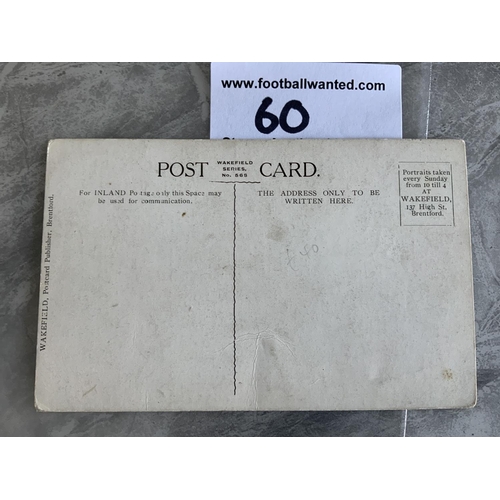 www.footballwanted.com
60
POST CARD.
WAKEFIELD
SERIES,
No. 569
For INLAND Postage only this Space may
be used for communication.
THE ADDRESS ONLY TO BE
WRITTEN HERE.
Portraits taken
every Sunday
from 10 till 4
AT
WAKEFIELD,
137 High St.
Brentford.
WAKEFIELD, Postcard Publisher, Brentford.
£40